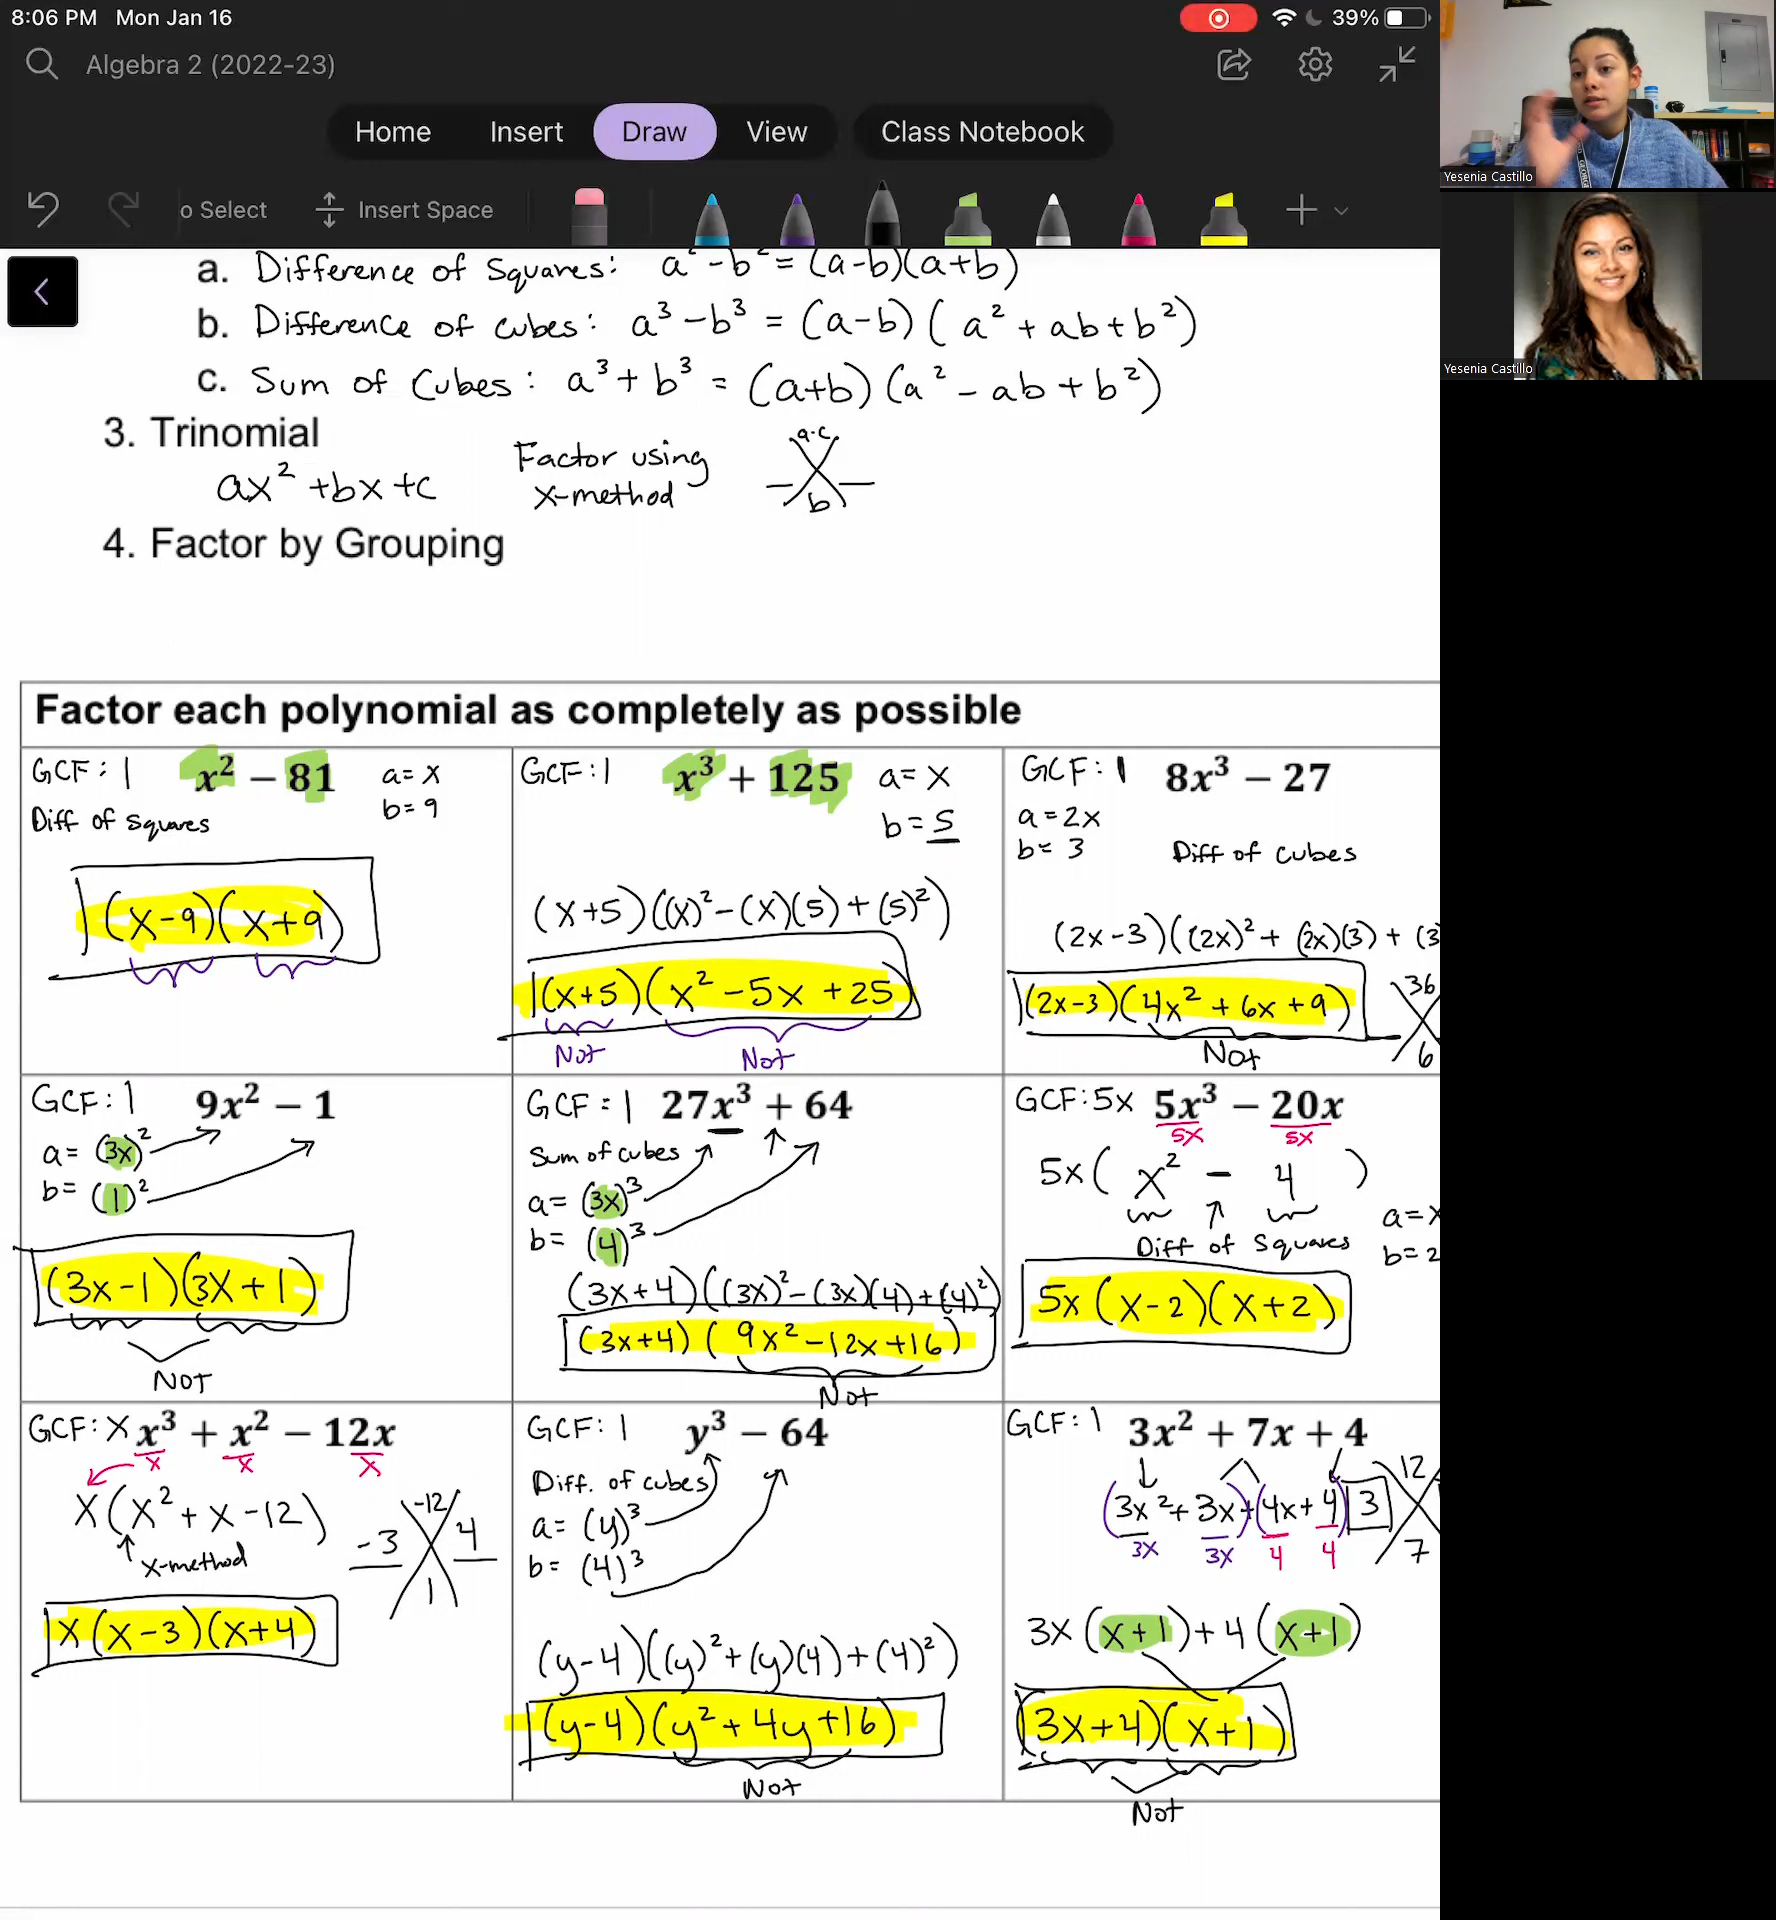 8:06 PM Mon Jan 16
39%
Algebra 2 (2022-23)
Home Insert Draw View Class Notebook
o Select Insert Space
Yesenia Castillo
Yesenia Castillo
a. Difference of Squares: a² - b² = (a-b)(a+b)
b. Difference of cubes: a³ - b³ = (a-b)(a² + ab + b²)
c. Sum of Cubes: a³ + b³ = (a+b)(a² - ab + b²)
3. Trinomial
ax² + bx + c
Factor using
x-method
a·c
b
4. Factor by Grouping
Factor each polynomial as completely as possible
GCF: 1 x² − 81 a = x
b = 9
Diff of squares
(x-9)(x+9)
GCF: 1 x³ + 125 a = x
b = 5
(x+5)((x)² - (x)(5) + (5)²)
(x+5)(x² - 5x + 25)
Not Not
GCF: 1 8x³ − 27
a = 2x
b = 3 Diff of cubes
(2x-3)((2x)² + (2x)(3) + (3
(2x-3)(4x² + 6x + 9)
Not
36
6
GCF: 1 9x² − 1
a = (3x)²
b = (1)²
(3x-1)(3x+1)
Not
GCF = 1 27x³ + 64
Sum of cubes
a = (3x)³
b = (4)³
(3x+4)((3x)² - (3x)(4) + (4)²)
(3x+4)(9x² - 12x + 16)
Not
GCF: 5x 5x³ − 20x
5x 5x
5x( x² - 4 )
Diff of Squares
a = x
b = 2
5x(x-2)(x+2)
GCF: x x³ + x² − 12x
x x x
x(x² + x - 12)
x-method
-12
-3 4
1
x(x-3)(x+4)
GCF: 1 y³ − 64
Diff. of cubes
a = (y)³
b = (4)³
(y-4)((y)² + (y)(4) + (4)²)
(y-4)(y² + 4y + 16)
Not
GCF: 1 3x² + 7x + 4
(3x² + 3x) + (4x + 4)
3x 3x 4 4
12
3
7
3x(x+1) + 4(x+1)
(3x+4)(x+1)
Not